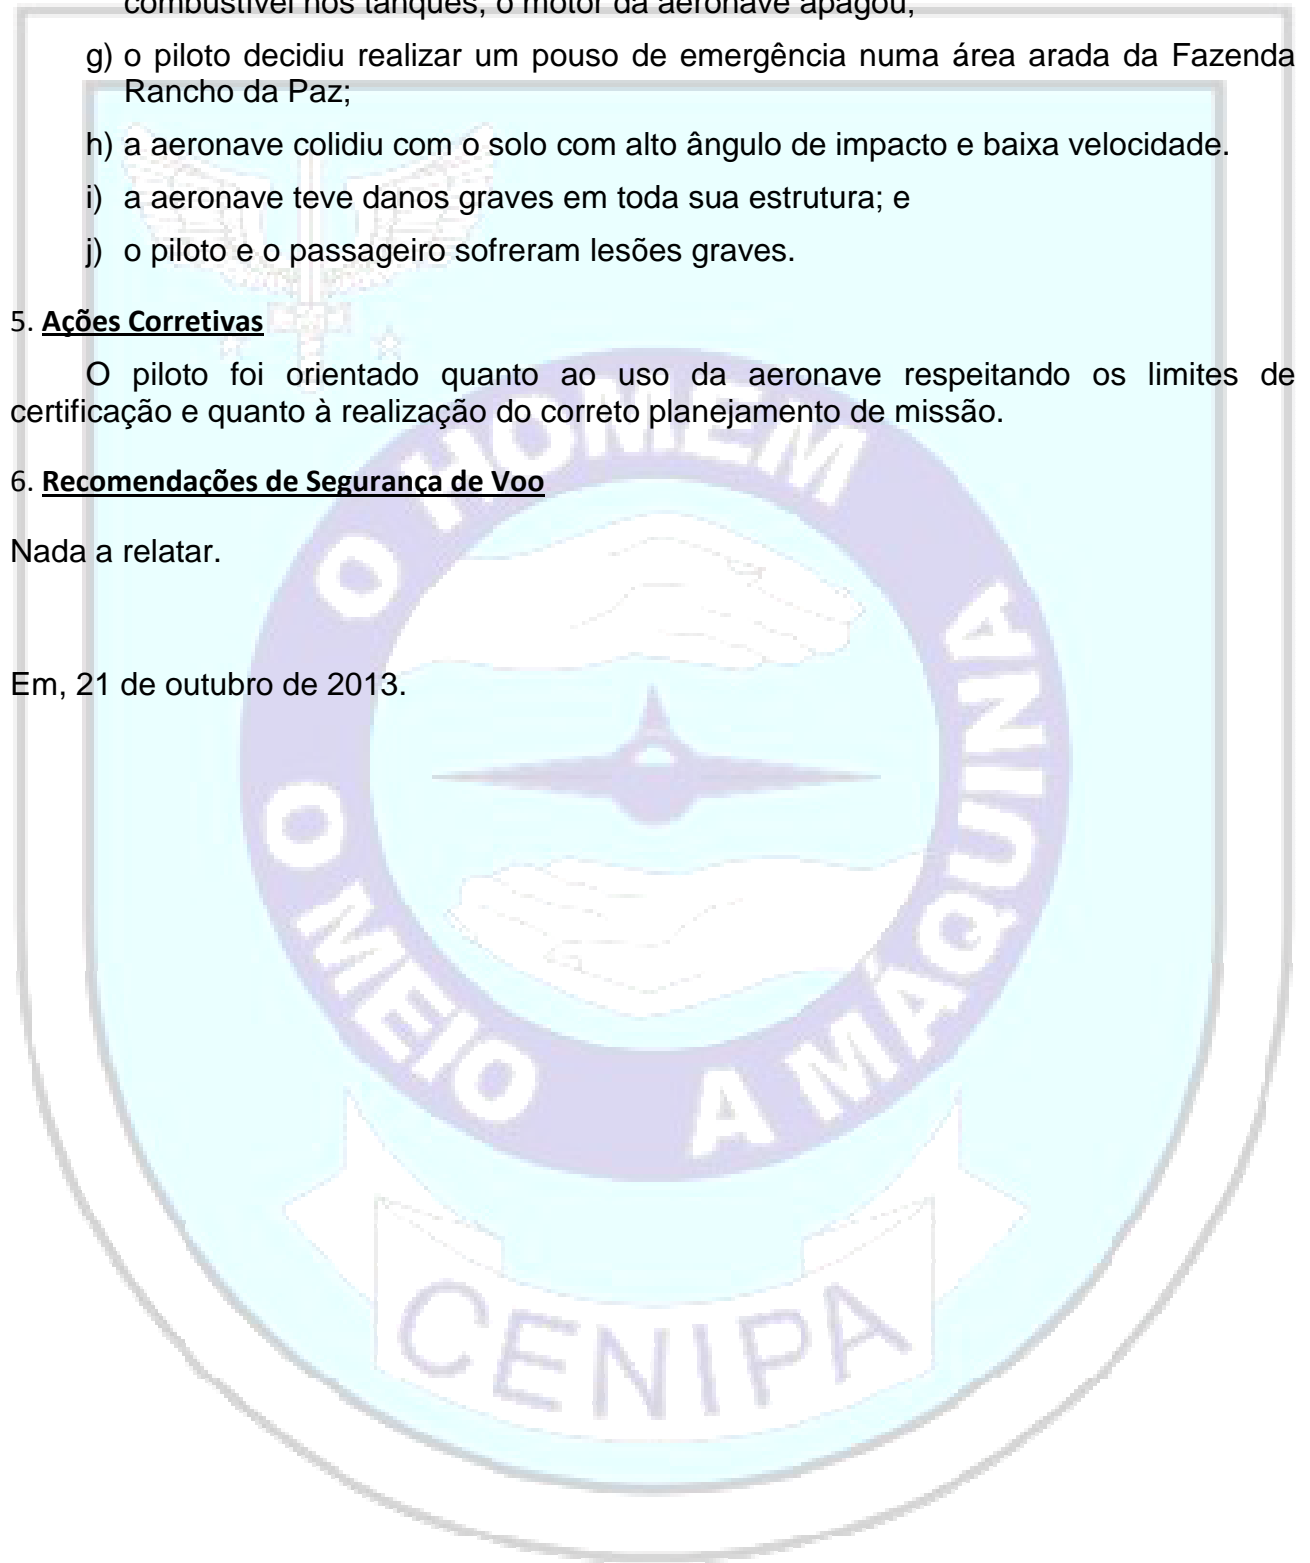 combustível nos tanques, o motor da aeronave apagou;
g) o piloto decidiu realizar um pouso de emergência numa área arada da Fazenda
Rancho da Paz;
h) a aeronave colidiu com o solo com alto ângulo de impacto e baixa velocidade.
i) a aeronave teve danos graves em toda sua estrutura; e
j) o piloto e o passageiro sofreram lesões graves.
5. Ações Corretivas
O piloto foi orientado quanto ao uso da aeronave respeitando os limites de
certificação e quanto à realização do correto planejamento de missão.
6. Recomendações de Segurança de Voo
Nada a relatar.
Em, 21 de outubro de 2013.
O HOMEM
O MEIO
A MÁQUINA
CENIPA